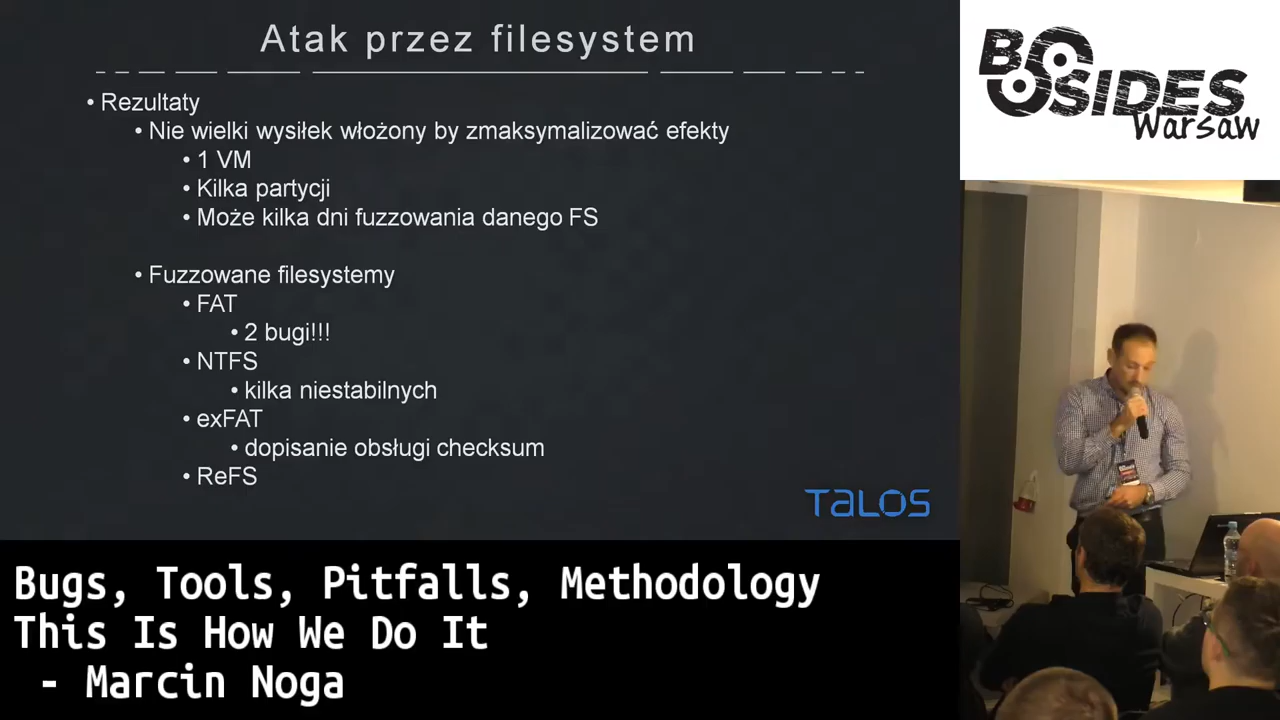 Atak przez filesystem
• Rezultaty
• Nie wielki wysiłek włożony by zmaksymalizować efekty
• 1 VM
• Kilka partycji
• Może kilka dni fuzzowania danego FS
• Fuzzowane filesystemy
• FAT
• 2 bugi!!!
• NTFS
• kilka niestabilnych
• exFAT
• dopisanie obsługi checksum
• ReFS
TALOS
BSIDES
Warsaw
Bugs, Tools, Pitfalls, Methodology
This Is How We Do It
- Marcin Noga